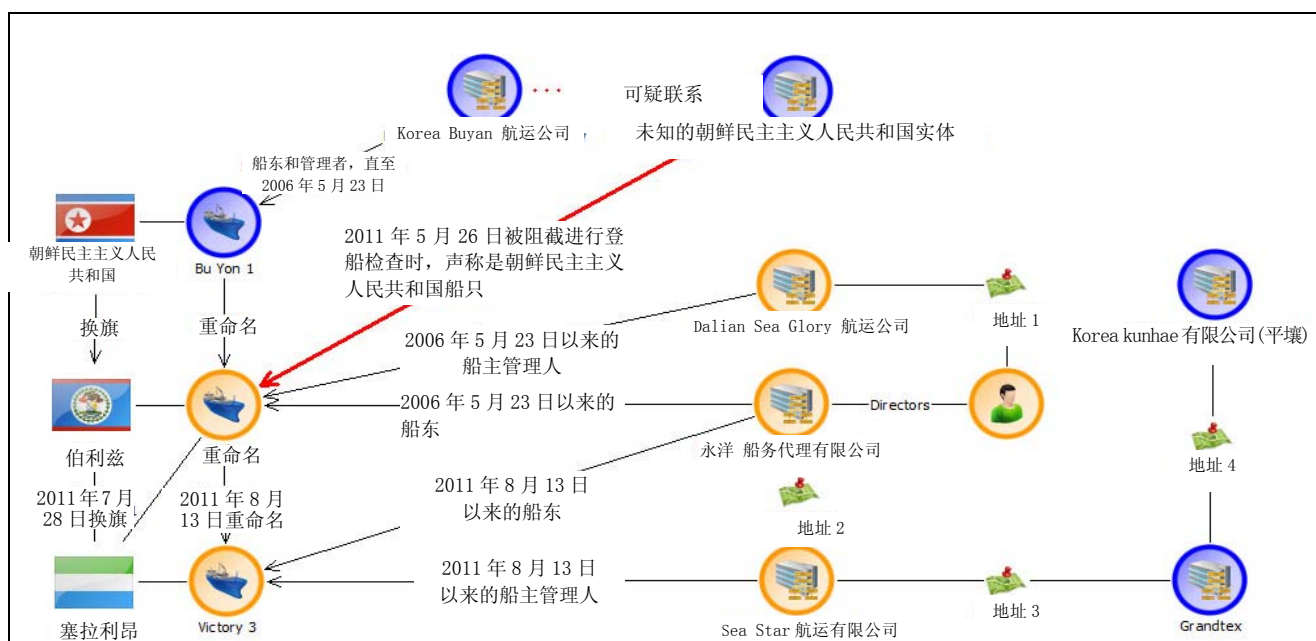 可疑联系
Korea Buyan 航运公司
未知的朝鲜民主主义人民共和国实体
船东和管理者，直至
2006 年 5 月 23 日
朝鲜民主主义人民
共和国
Bu Yon 1
2011 年 5 月 26 日被阻截进行登
船检查时，声称是朝鲜民主主义
人民共和国船只
换旗
重命名
Dalian Sea Glory 航运公司
地址 1
Korea kunhae 有限公司(平壤)
2006 年 5 月 23 日以来的
船主管理人
2006 年 5 月 23 日以来的
船东
Directors
伯利兹
重命名
永洋 船务代理有限公司
地址 4
2011 年 7 月
28 日换旗
2011 年 8 月
13 日重命名
2011 年 8 月 13 日
以来的船东
地址 2
2011 年 8 月 13 日
以来的船主管理人
地址 3
塞拉利昂
Victory 3
Sea Star 航运有限公司
Grandtex